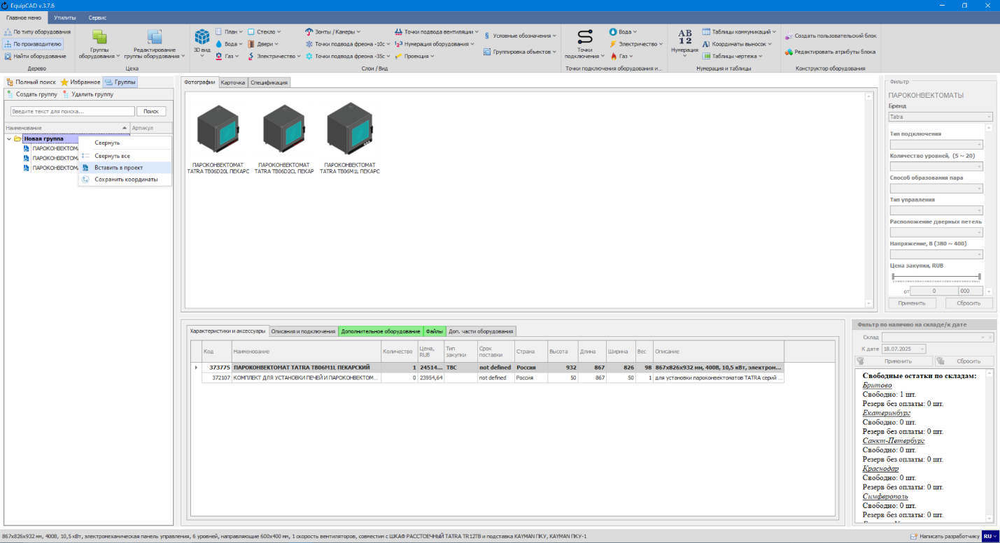 EquipCAD v.3.7.6
Главное меню Утилиты Сервис
По типу оборудования
По производителю
Найти оборудование
Дерево
Группы оборудования
Редактирование группы оборудования
Цеха
3D вид
План Стекло Зонты / Камеры Точки подвода вентиляции
Вода Двери Точки подвода фреона -10с Нумерация оборудования
Газ Электричество Точки подвода фреона -35с Проекция
Условные обозначения
Группировка объектов
Слои / Вид
Точки подключения
Вода
Электричество
Газ
Точки подключения оборудования и...
AB
12
Нумерация
Таблицы коммуникаций
Координаты выносок
Таблицы чертежа
Нумерация и таблицы
Создать пользовательский блок
Редактировать атрибуты блока
Конструктор оборудования
Полный поиск Избранное Группы
Создать группу Удалить группу
Введите текст для поиска... Поиск
Наименование Артикул
Новая группа
ПАРОКОНВЕКТОМ
ПАРОКОНВЕКТОМ
ПАРОКОНВЕКТОМ
Свернуть
Свернуть все
Вставить в проект
Сохранить координаты
Фотографии Карточка Спецификация
ПАРОКОНВЕКТОМАТ TATRA TB06D20L ПЕКАРС
ПАРОКОНВЕКТОМАТ TATRA TB06D2CL ПЕКАР
ПАРОКОНВЕКТОМАТ TATRA TB06M1L ПЕКАРС
Фильтр
ПАРОКОНВЕКТОМАТЫ
Бренд
Tatra
Тип подключения
Количество уровней, (5 ~ 20)
Способ образования пара
Тип управления
Расположение дверных петель
Напряжение, В (380 ~ 400)
Цена закупки, RUB
от 0 000
Применить Сбросить
Характеристики и аксессуары Описания и подключения Дополнительное оборудование Файлы Доп. части оборудования
Код Наименование Количество Цена, RUB Тип закупки Срок поставки Страна Высота Длина Ширина Вес Описание
373775 ПАРОКОНВЕКТОМАТ TATRA TB06M1L ПЕКАРСКИЙ 1 24514... ТВС not defined Россия 932 867 826 98 867x826x932 мм, 400В, 10,5 кВт, электром...
372107 КОМПЛЕКТ ДЛЯ УСТАНОВКИ ПЕЧЕЙ И ПАРОКОНВЕКТОМ... 0 23954,64 not defined Россия 50 867 50 1 для установки пароконвектоматов TATRA серий ...
Фильтр по наличию на складе/к дате
Склад
К дате 18.07.2025
Применить Сбросить
Свободные остатки по складам:
Бритово
Свободно: 1 шт.
Резерв без оплаты: 0 шт.
Екатеринбург
Свободно: 0 шт.
Резерв без оплаты: 0 шт.
Санкт-Петербург
Свободно: 0 шт.
Резерв без оплаты: 0 шт.
Краснодар
Свободно: 0 шт.
Резерв без оплаты: 0 шт.
Симферополь
Свободно: 0 шт.
Резерв без оплаты: 0 шт.
867x826x932 мм, 400В, 10,5 кВт, электромеханическая панель управления, 6 уровней, направляющие 600x400 мм, 1 скорость вентиляторов, совместим с ШКАФ РАССТОЕЧНЫЙ TATRA TR12TB и подставка KAYMAN ПКУ, KAYMAN ПКУ-1
Написать разработчику RU